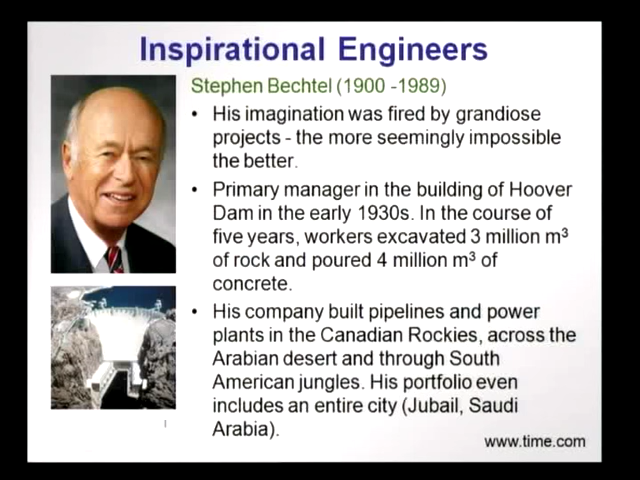 Inspirational Engineers
Stephen Bechtel (1900 -1989)
• His imagination was fired by grandiose
projects - the more seemingly impossible
the better.
• Primary manager in the building of Hoover
Dam in the early 1930s. In the course of
five years, workers excavated 3 million m³
of rock and poured 4 million m³ of
concrete.
• His company built pipelines and power
plants in the Canadian Rockies, across the
Arabian desert and through South
American jungles. His portfolio even
includes an entire city (Jubail, Saudi
Arabia).
www.time.com